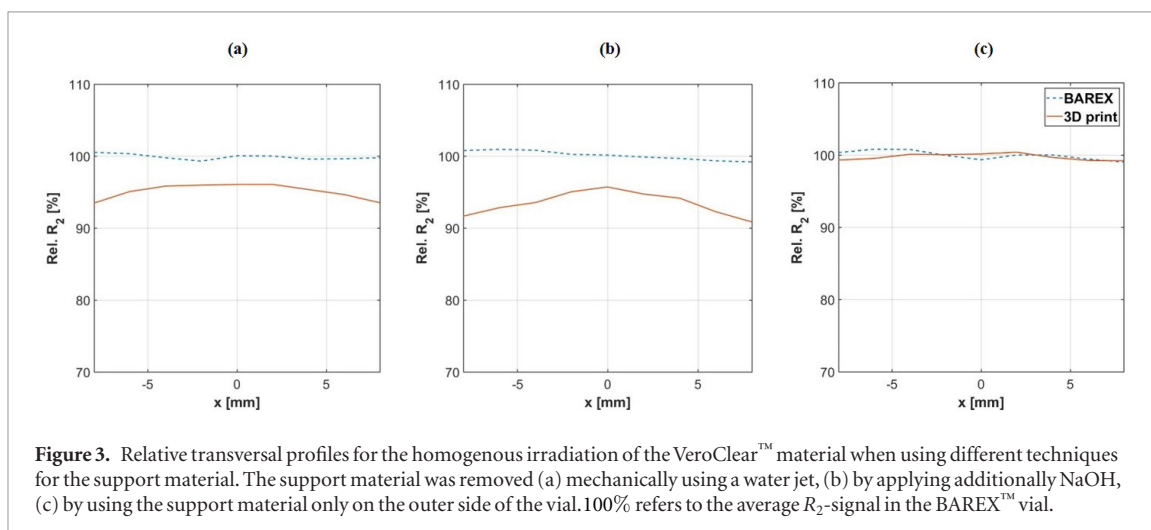 (a)
110
100
90
80
70
Rel. R2 [%]
-5 0 5
x [mm]
(b)
110
100
90
80
70
Rel. R2 [%]
-5 0 5
x [mm]
(c)
110
100
90
80
70
Rel. R2 [%]
-5 0 5
x [mm]
BAREX
3D print
Figure 3. Relative transversal profiles for the homogenous irradiation of the VeroClear™ material when using different techniques
for the support material. The support material was removed (a) mechanically using a water jet, (b) by applying additionally NaOH,
(c) by using the support material only on the outer side of the vial.100% refers to the average R2-signal in the BAREX™ vial.